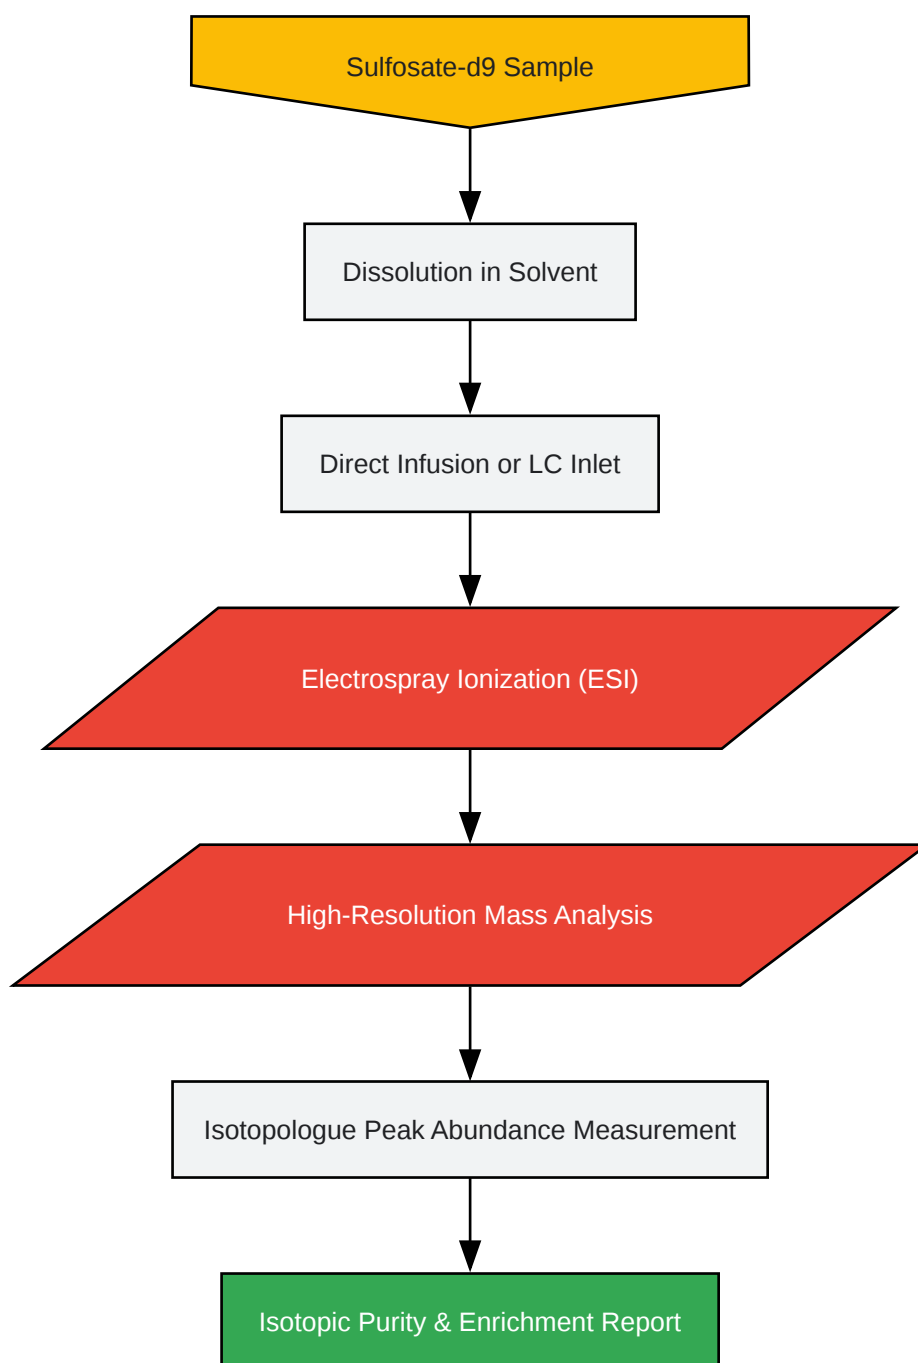 Sulfosate-d9 Sample
Dissolution in Solvent
Direct Infusion or LC Inlet
Electrospray Ionization (ESI)
High-Resolution Mass Analysis
Isotopologue Peak Abundance Measurement
Isotopic Purity & Enrichment Report